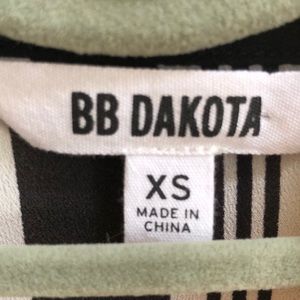 BB DAKOTA
XS
MADE IN
CHINA